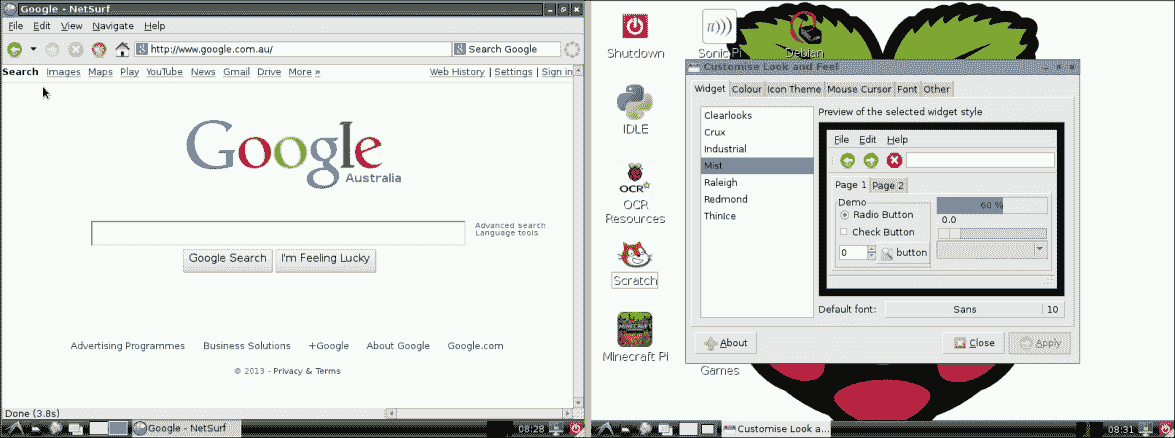 Google - NetSurf
File Edit View Navigate Help
http://www.google.com.au/ Search Google
Search Images Maps Play YouTube News Gmail Drive More » Web History | Settings | Sign in
Google
Australia
Advanced search
Language tools
Google Search I'm Feeling Lucky
Advertising Programmes Business Solutions +Google About Google Google.com
© 2013 - Privacy & Terms
Done (3.8s)
Google - NetSurf 08:28
Shutdown
Sonic Pi
Debian
IDLE
OCR
OCR
Resources
Scratch
MINECRAFT
Minecraft Pi
Games
Customise Look and Feel
Widget Colour Icon Theme Mouse Cursor Font Other
Clearlooks
Crux
Industrial
Mist
Raleigh
Redmond
ThinIce
Preview of the selected widget style
File Edit Help
Page 1 Page 2
Demo
Radio Button
Check Button
0 button
60 %
0.0
Default font: Sans 10
About Close Apply
Customise Look a... 08:31